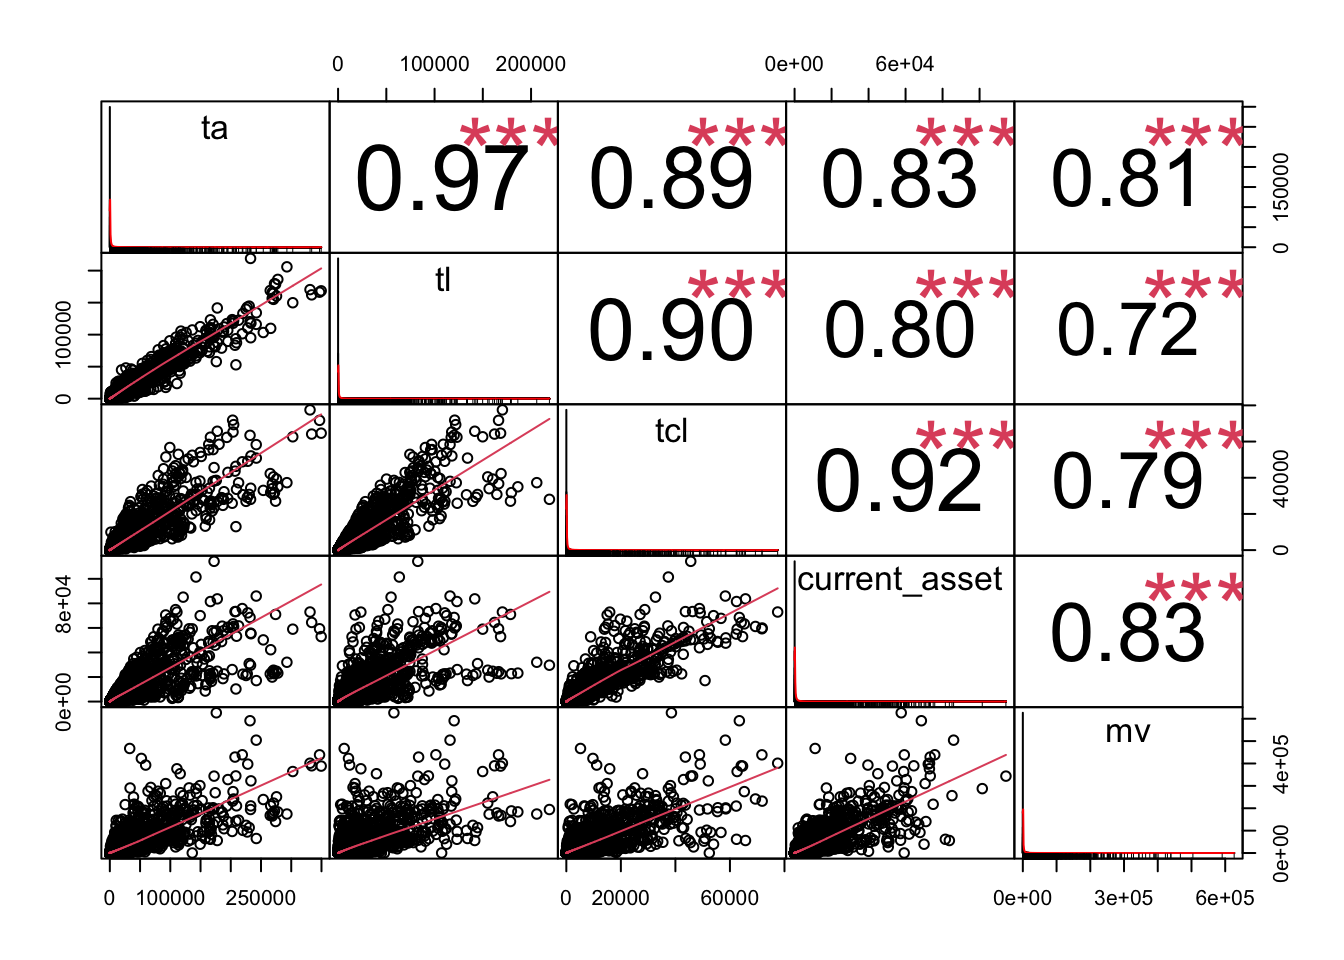 0 100000 200000 0e+00 6e+04
ta 0.97 *** 0.89 *** 0.83 *** 0.81 *** 0 150000
0 100000 tl 0.90 *** 0.80 *** 0.72 ***
tcl 0.92 *** 0.79 *** 0 40000
0e+00 8e+04 current_asset 0.83 ***
mv 0e+00 4e+05
0 100000 250000 0 20000 60000 0e+00 3e+05 6e+05